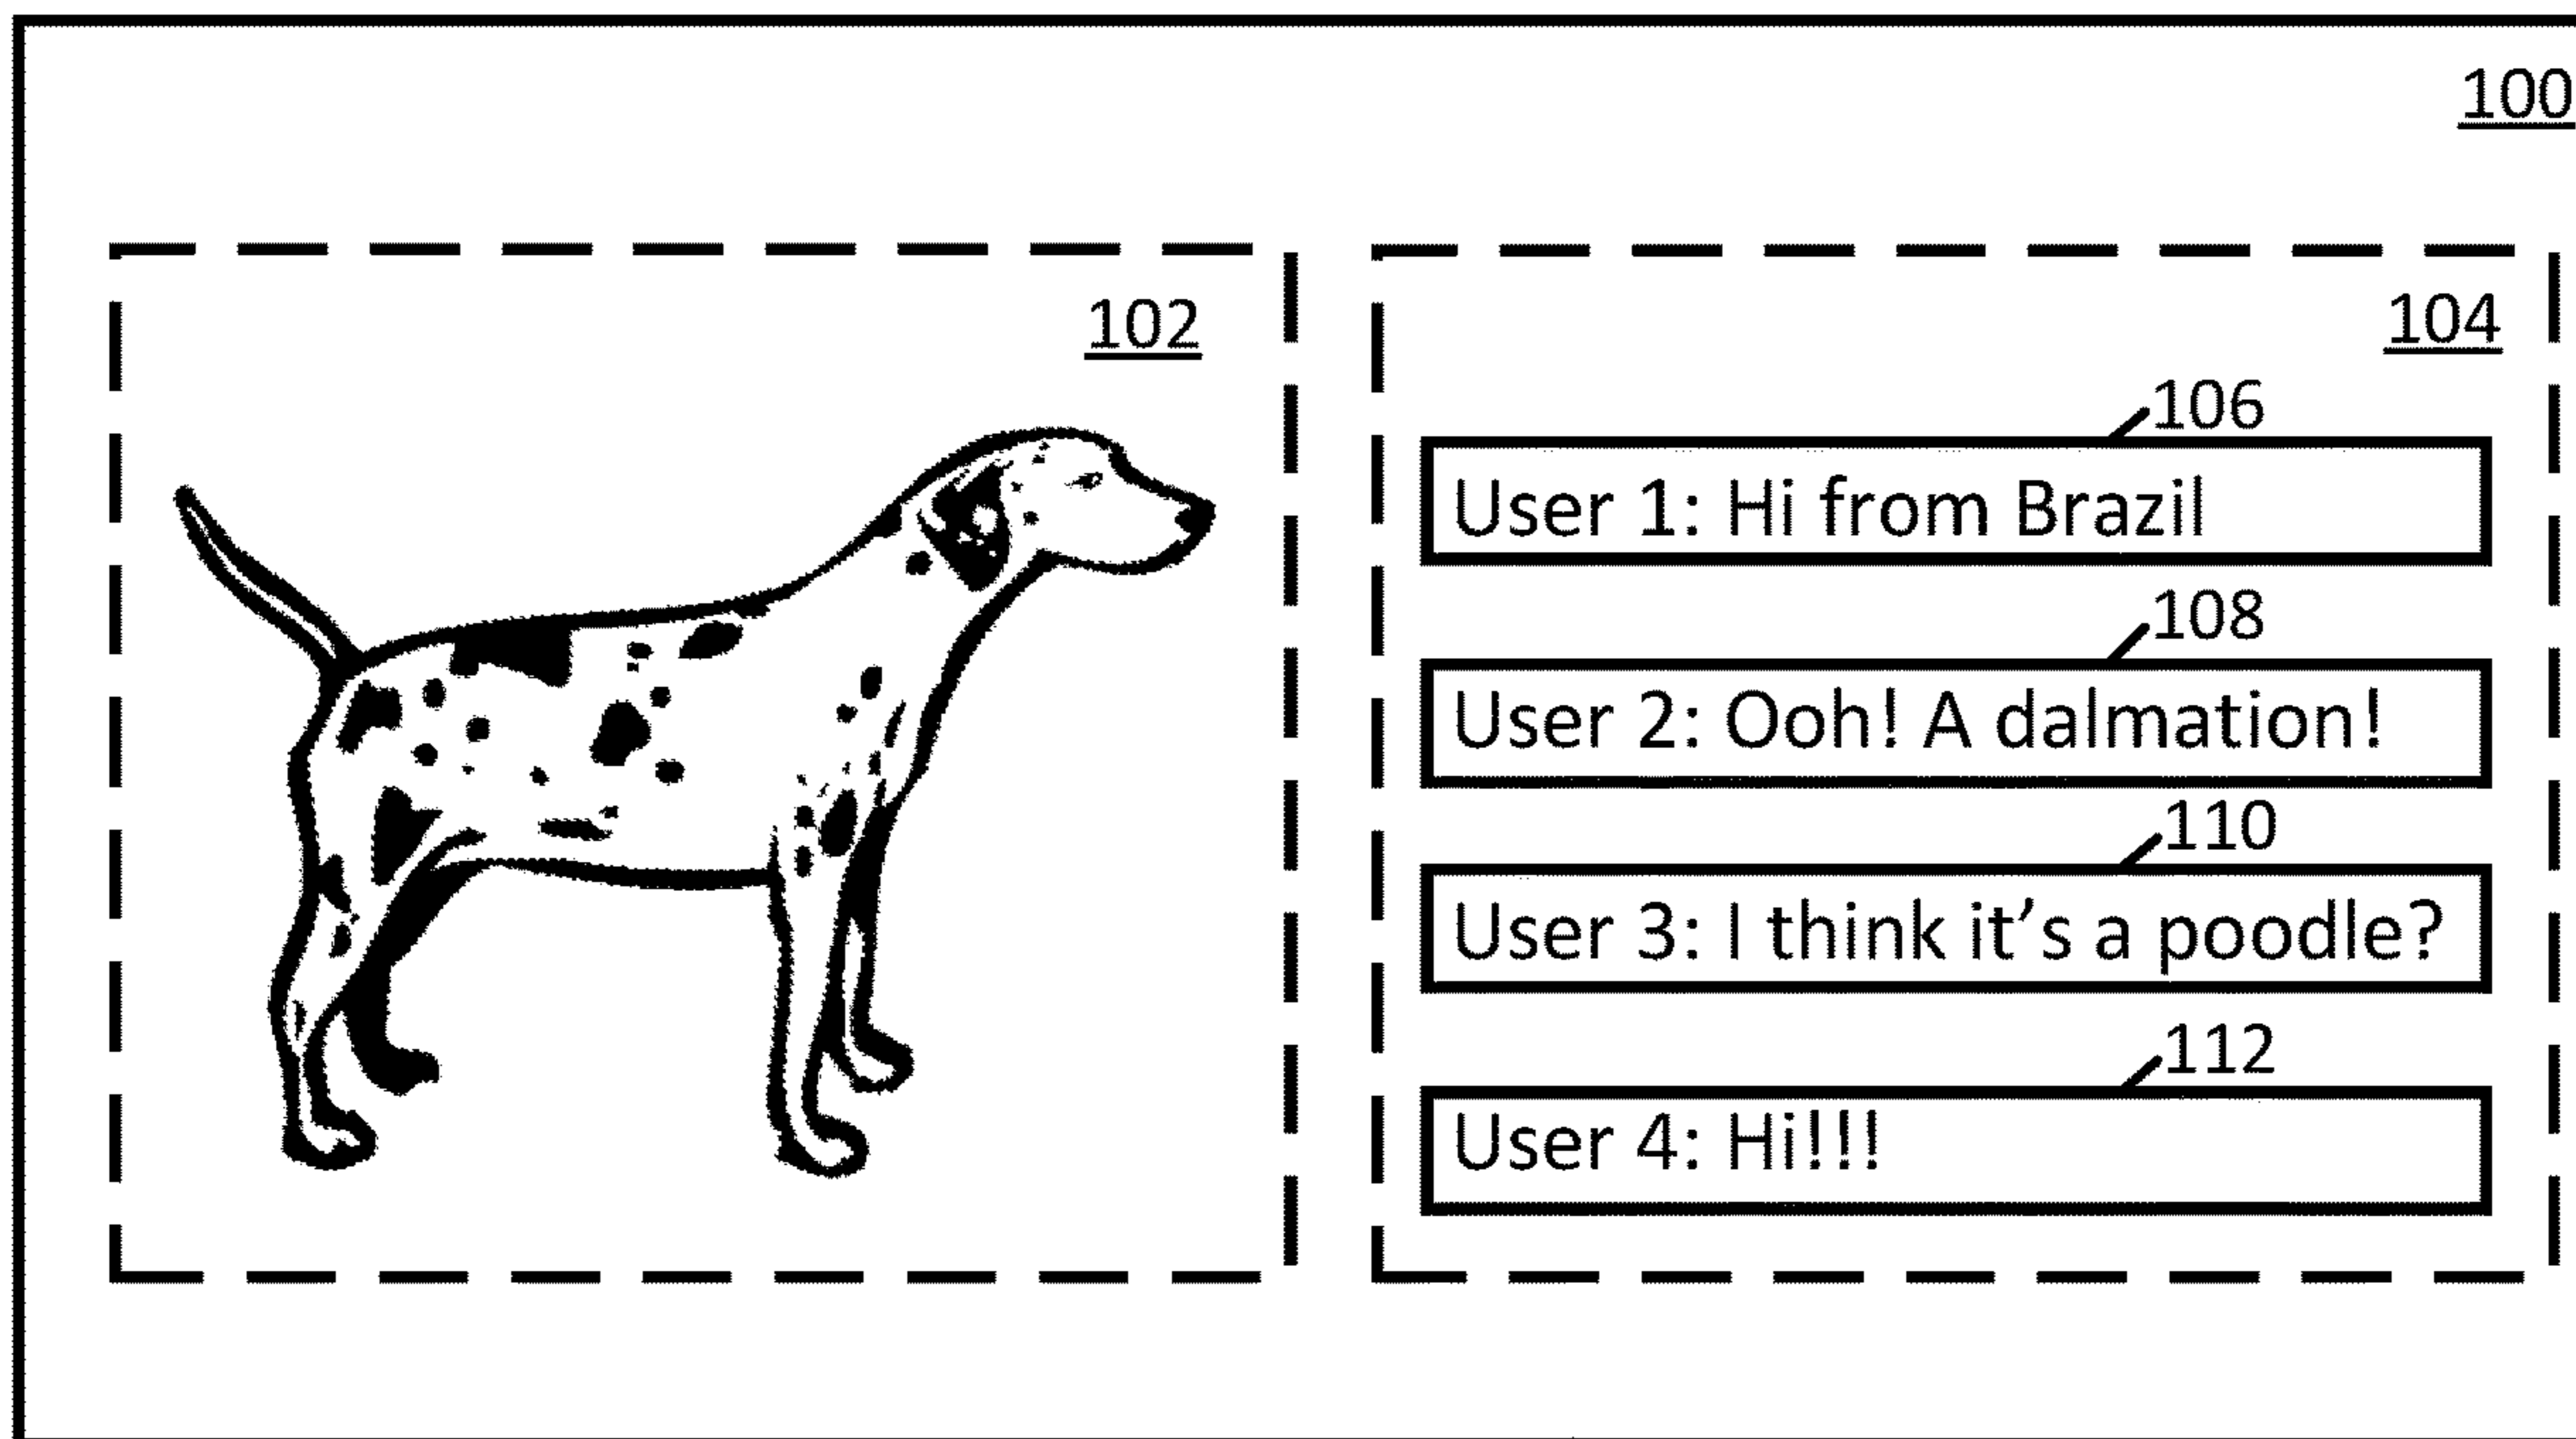 100
102
104
106
User 1: Hi from Brazil
108
User 2: Ooh! A dalmation!
110
User 3: I think it’s a poodle?
112
User 4: Hi!!!